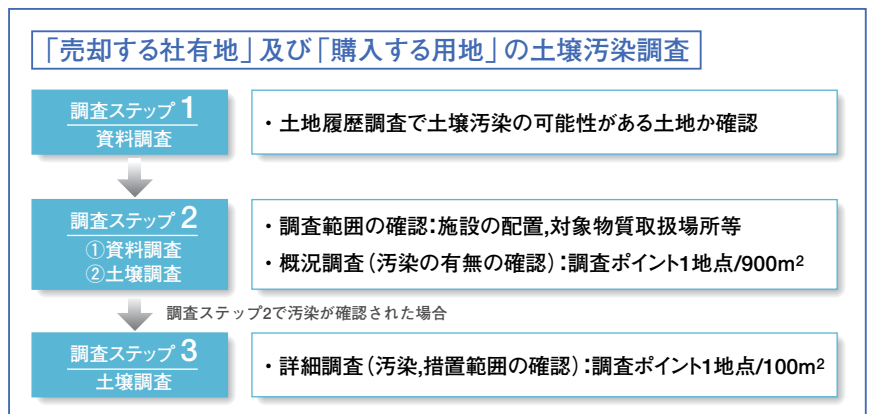 「売却する社有地」及び「購入する用地」の土壌汚染調査
調査ステップ 1
資料調査
・土地履歴調査で土壌汚染の可能性がある土地か確認
調査ステップ 2
①資料調査
②土壌調査
・調査範囲の確認：施設の配置,対象物質取扱場所等
・概況調査（汚染の有無の確認）：調査ポイント1地点/900m²
調査ステップ2で汚染が確認された場合
調査ステップ 3
土壌調査
・詳細調査（汚染,措置範囲の確認）：調査ポイント1地点/100m²